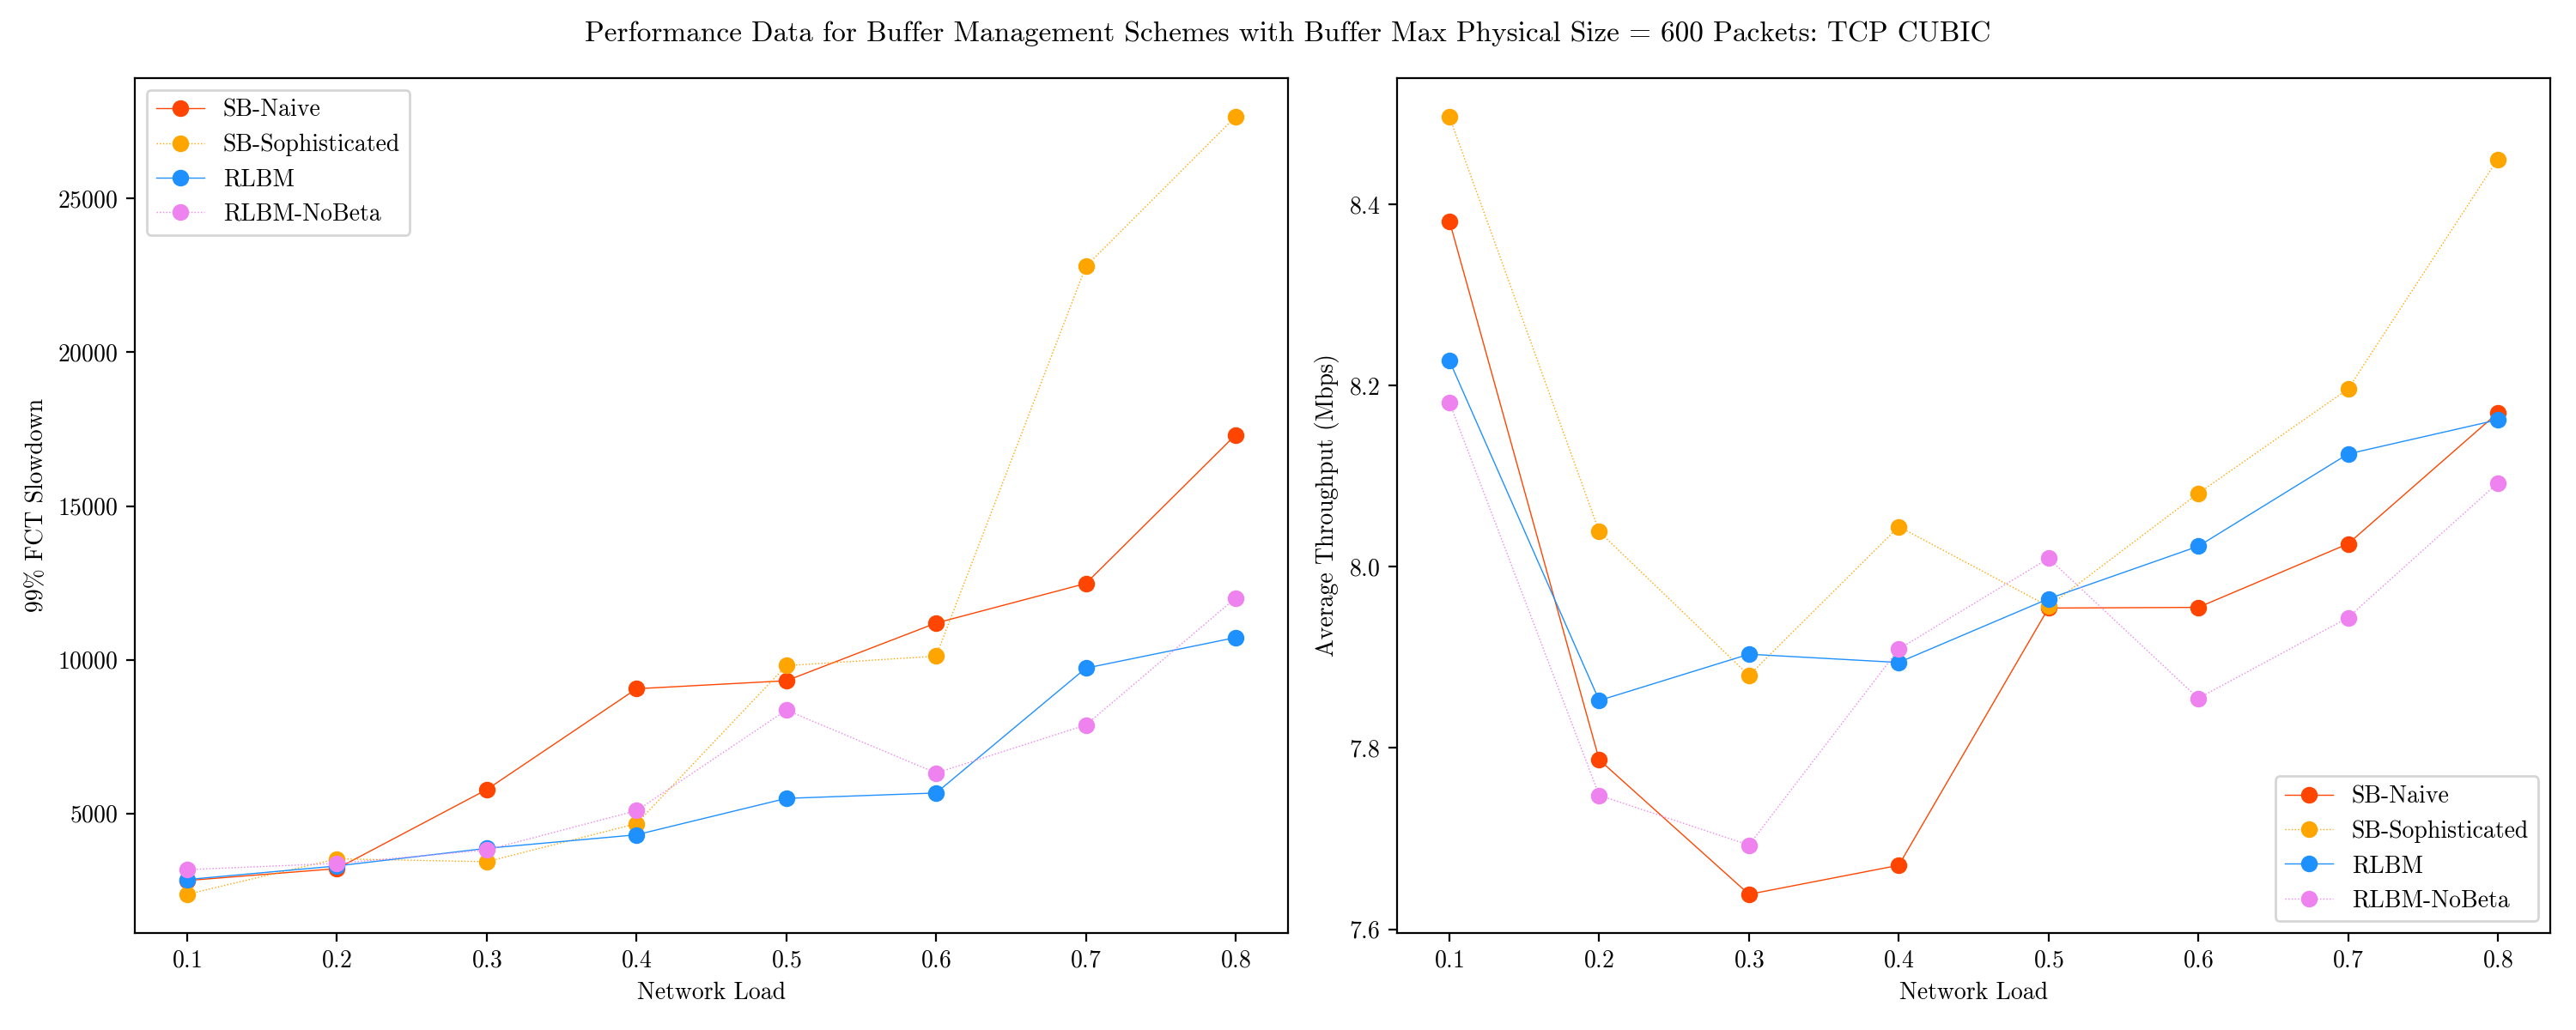 Performance Data for Buffer Management Schemes with Buffer Max Physical Size = 600 Packets: TCP CUBIC
SB-Naive
SB-Sophisticated
RLBM
RLBM-NoBeta
99% FCT Slowdown
25000
20000
15000
10000
5000
0.1 0.2 0.3 0.4 0.5 0.6 0.7 0.8
Network Load
Average Throughput (Mbps)
8.4
8.2
8.0
7.8
7.6
SB-Naive
SB-Sophisticated
RLBM
RLBM-NoBeta
0.1 0.2 0.3 0.4 0.5 0.6 0.7 0.8
Network Load